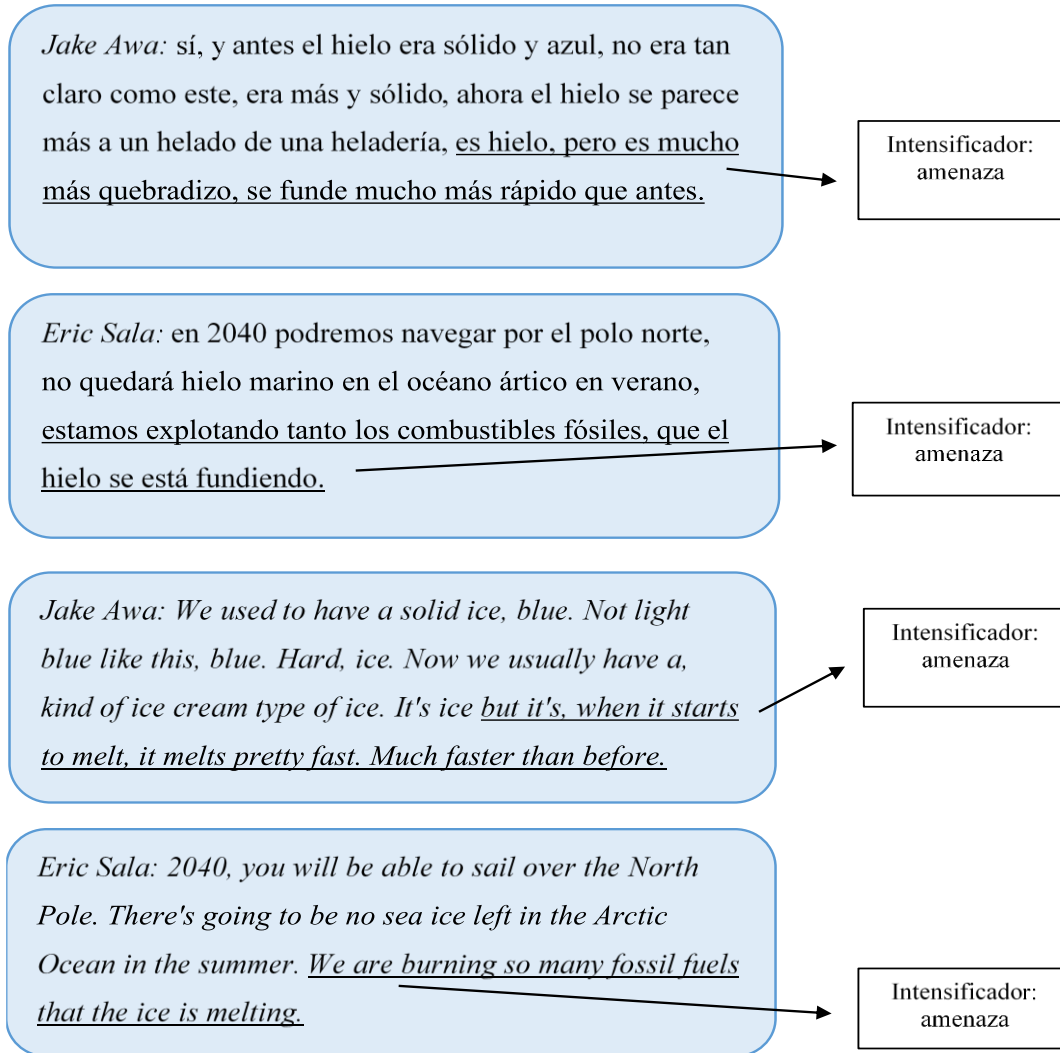 Jake Awa: sí, y antes el hielo era sólido y azul, no era tan
claro como este, era más y sólido, ahora el hielo se parece
más a un helado de una heladería, es hielo, pero es mucho
más quebradizo, se funde mucho más rápido que antes.
Intensificador:
amenaza
Eric Sala: en 2040 podremos navegar por el polo norte,
no quedará hielo marino en el océano ártico en verano,
estamos explotando tanto los combustibles fósiles, que el
hielo se está fundiendo.
Intensificador:
amenaza
Jake Awa: We used to have a solid ice, blue. Not light
blue like this, blue. Hard, ice. Now we usually have a,
kind of ice cream type of ice. It's ice but it's, when it starts
to melt, it melts pretty fast. Much faster than before.
Intensificador:
amenaza
Eric Sala: 2040, you will be able to sail over the North
Pole. There's going to be no sea ice left in the Arctic
Ocean in the summer. We are burning so many fossil fuels
that the ice is melting.
Intensificador:
amenaza